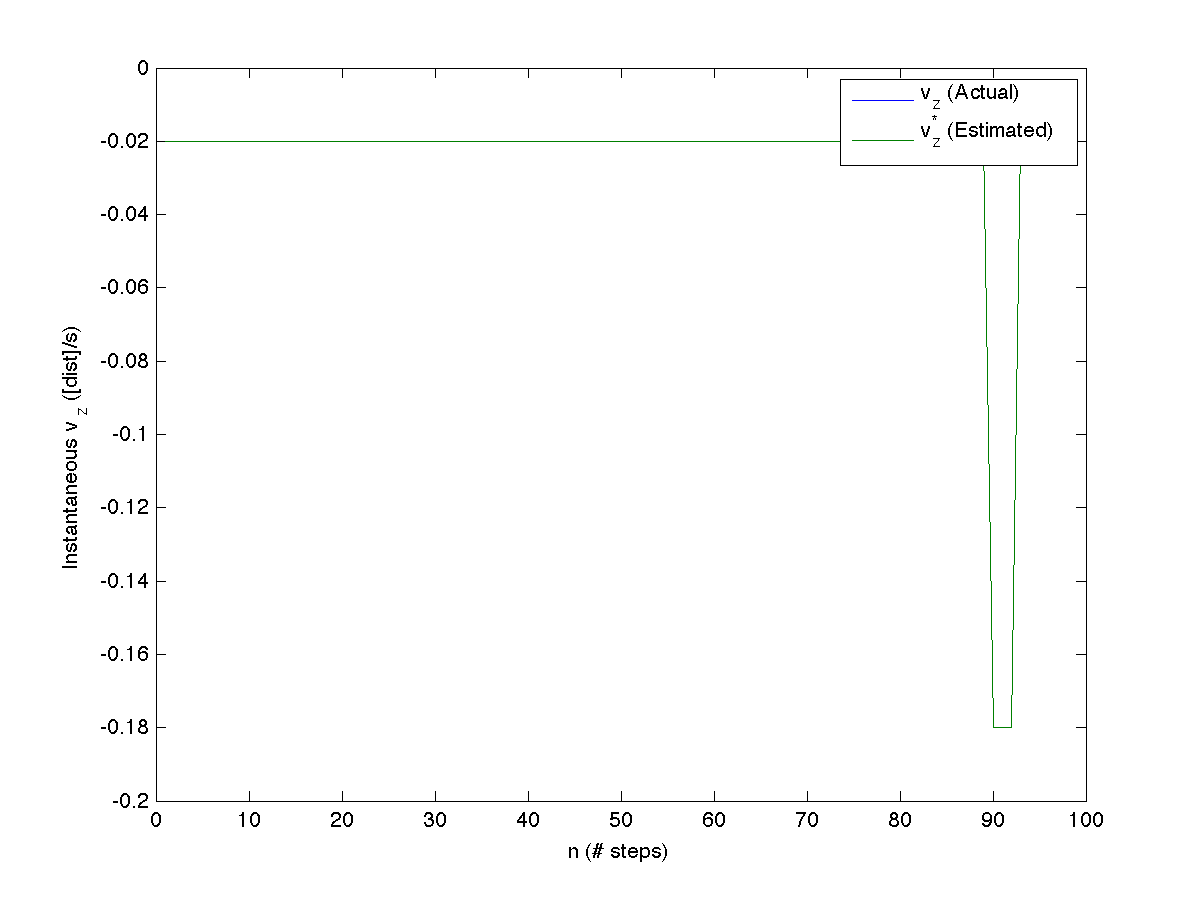 0
-0.02
-0.04
-0.06
-0.08
-0.1
-0.12
-0.14
-0.16
-0.18
-0.2
Instantaneous v_z ([dist]/s)
v_z (Actual)
v_z^* (Estimated)
0 10 20 30 40 50 60 70 80 90 100
n (# steps)